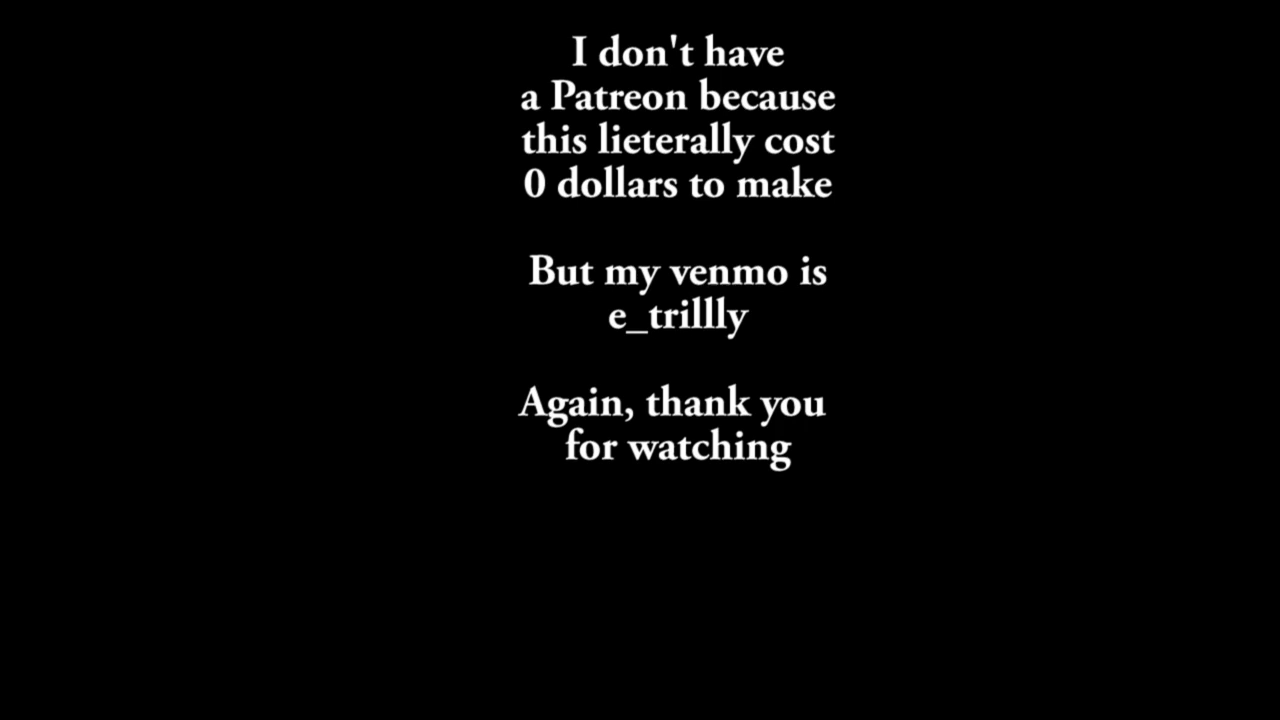 I don't have
a Patreon because
this lieterally cost
0 dollars to make
But my venmo is
e_trillly
Again, thank you
for watching